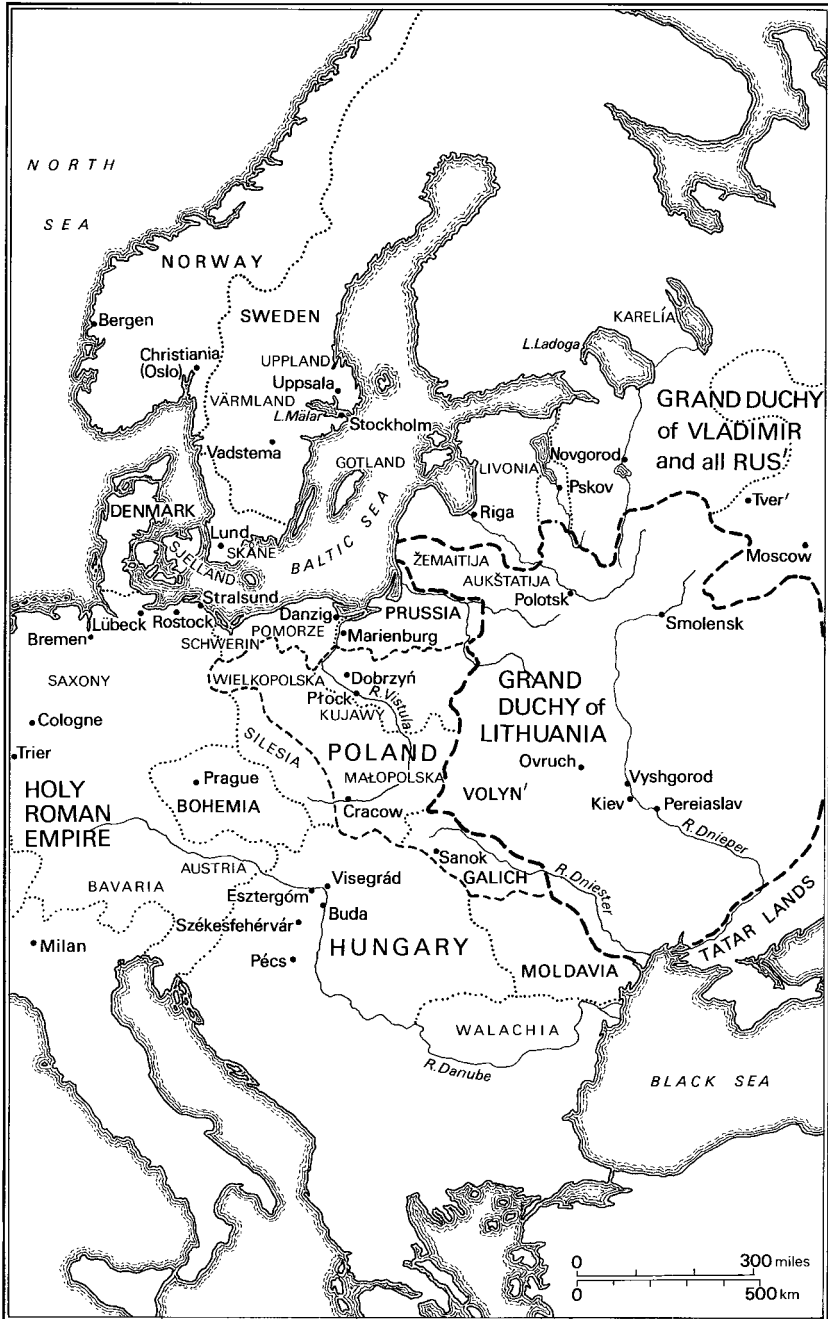 NORTH
SEA
NORWAY
SWEDEN
Bergen
KARELÍA
L.Ladoga
Christiania
(Oslo)
UPPLAND
Uppsala
VÄRMLAND
L.Mälar
Stockholm
GRAND DUCHY
of VLADIMIR
and all RUS'
Vadstema
Novgorod
GOTLAND
LIVONIA
Pskov
Tver'
DENMARK
Riga
Lund
SKÅNE
SJELLAND
BALTIC SEA
Moscow
ŽEMAITIJA
AUKŠTATIJA
Polotsk
Stralsund
Lübeck
Rostock
Danzig
PRUSSIA
Smolensk
Bremen
SCHWERIN
POMORZE
Marienburg
SAXONY
WIELKOPOLSKA
Dobrzyń
Płock
R.Vistula
KUJAWY
GRAND
DUCHY of
LITHUANIA
Cologne
SILESIA
Trier
POLAND
Ovruch
MAŁOPOLSKA
Prague
Vyshgorod
HOLY
ROMAN
EMPIRE
BOHEMIA
Cracow
VOLYN'
Kiev
Pereiaslav
R.Dnieper
Sanok
AUSTRIA
GALICH
R.Dniester
BAVARIA
Visegrád
Esztergóm
Buda
Székesfehérvár
TATAR LANDS
Milan
HUNGARY
Pécs
MOLDAVIA
WALACHIA
R.Danube
BLACK SEA
0 300 miles
0 500 km